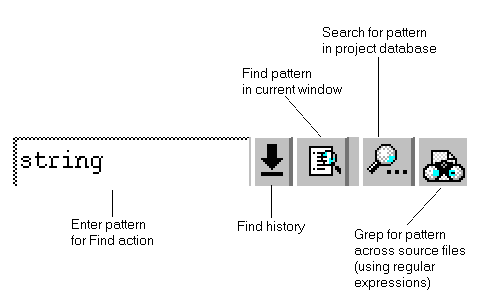 Search for pattern
in project database
Find pattern
in current window
string
...
Enter pattern
for Find action
Find history
Grep for pattern
across source files
(using regular
expressions)